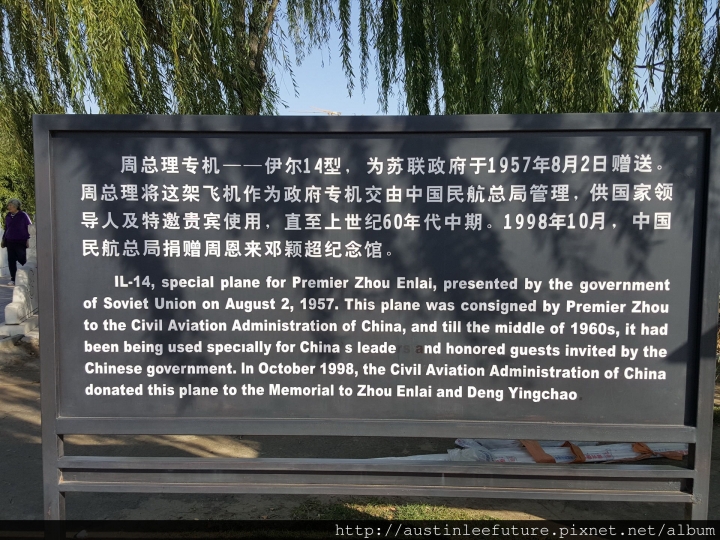 周总理专机——伊尔14型，为苏联政府于1957年8月2日赠送。
周总理将这架飞机作为政府专机交由中国民航总局管理，供国家领
导人及特邀贵宾使用，直至上世纪60年代中期。1998年10月，中国
民航总局捐赠周恩来邓颖超纪念馆。
IL-14, special plane for Premier Zhou Enlai, presented by the government
of Soviet Union on August 2, 1957. This plane was consigned by Premier Zhou
to the Civil Aviation Administration of China, and till the middle of 1960s, it had
been being used specially for China s leaders and honored guests invited by the
Chinese government. In October 1998, the Civil Aviation Administration of China
donated this plane to the Memorial to Zhou Enlai and Deng Yingchao
http://austinleefuture.pixnet.net/album